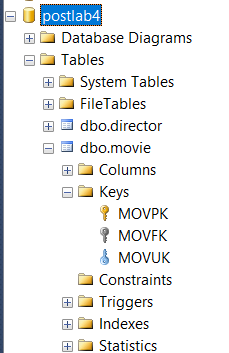 postlab4
Database Diagrams
Tables
System Tables
FileTables
dbo.director
dbo.movie
Columns
Keys
MOVPK
MOVFK
MOVUK
Constraints
Triggers
Indexes
Statistics